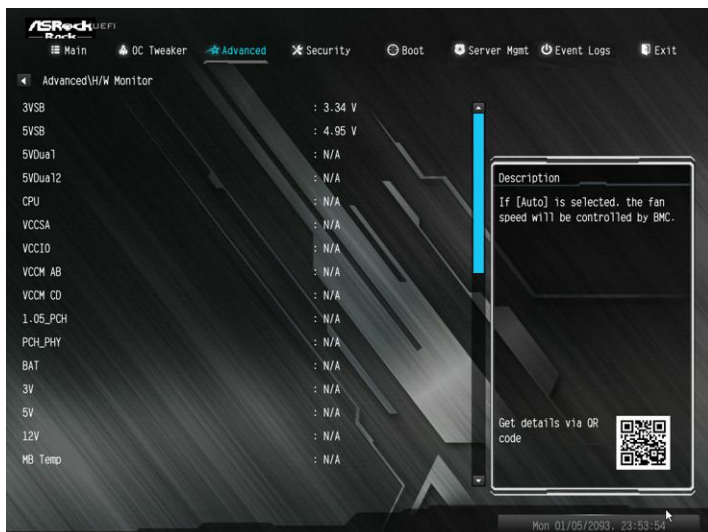 ASRock UEFI
Rack
Main OC Tweaker Advanced Security Boot Server Mgmt Event Logs Exit
Advanced\H/W Monitor
3VSB : 3.34 V
5VSB : 4.95 V
5VDual : N/A
5VDual2 : N/A
CPU : N/A
VCCSA : N/A
VCCIO : N/A
VCCM AB : N/A
VCCM CD : N/A
1.05_PCH : N/A
PCH_PHY : N/A
BAT : N/A
3V : N/A
5V : N/A
12V : N/A
MB Temp : N/A
Description
If [Auto] is selected. the fan
speed will be controlled by BMC.
Get details via QR
code
Mon 01/05/2093. 23:53:54